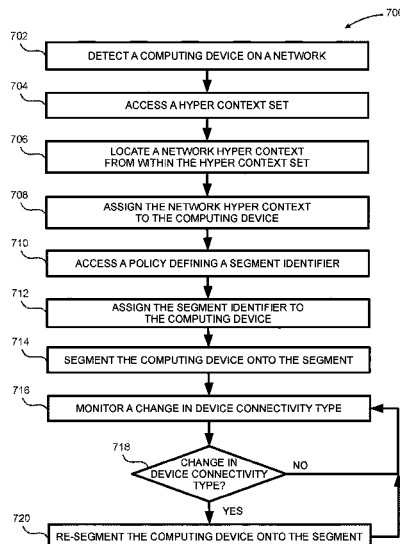 700
702
DETECT A COMPUTING DEVICE ON A NETWORK
704
ACCESS A HYPER CONTEXT SET
706
LOCATE A NETWORK HYPER CONTEXT
FROM WITHIN THE HYPER CONTEXT SET
708
ASSIGN THE NETWORK HYPER CONTEXT
TO THE COMPUTING DEVICE
710
ACCESS A POLICY DEFINING A SEGMENT IDENTIFIER
712
ASSIGN THE SEGMENT IDENTIFIER TO
THE COMPUTING DEVICE
714
SEGMENT THE COMPUTING DEVICE ONTO THE SEGMENT
716
MONITOR A CHANGE IN DEVICE CONNECTIVITY TYPE
718
CHANGE IN
DEVICE CONNECTIVITY
TYPE?
NO
YES
720
RE-SEGMENT THE COMPUTING DEVICE ONTO THE SEGMENT